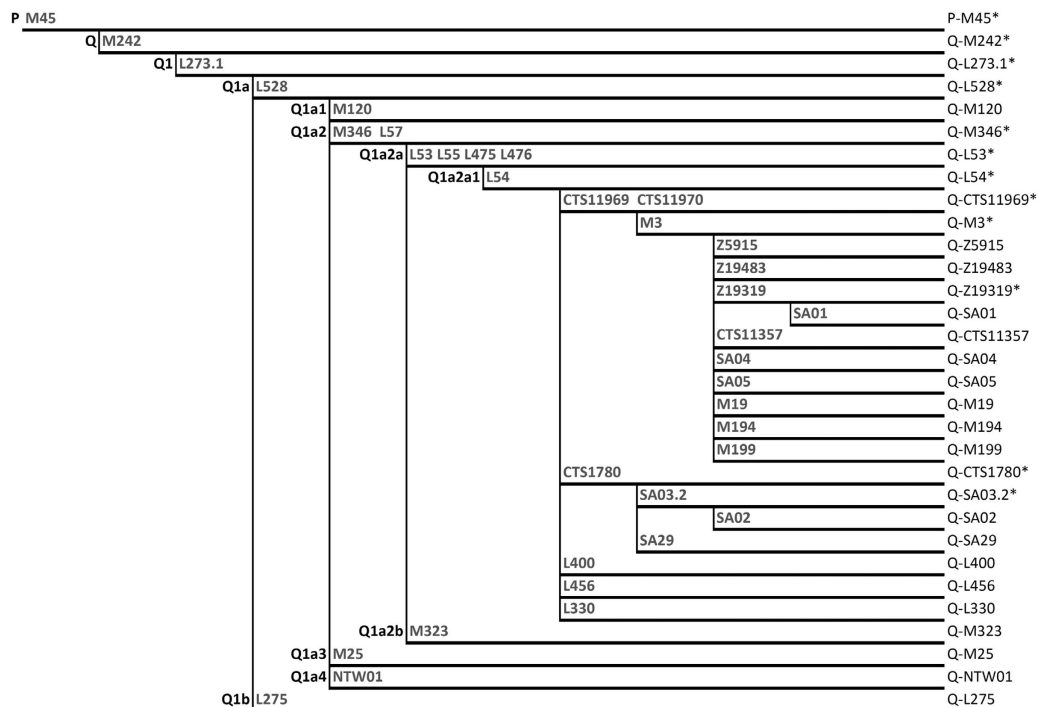 P M45 P-M45*
Q M242 Q-M242*
Q1 L273.1 Q-L273.1*
Q1a L528 Q-L528*
Q1a1 M120 Q-M120
Q1a2 M346 L57 Q-M346*
Q1a2a L53 L55 L475 L476 Q-L53*
Q1a2a1 L54 Q-L54*
CTS11969 CTS11970 Q-CTS11969*
M3 Q-M3*
Z5915 Q-Z5915
Z19483 Q-Z19483
Z19319 Q-Z19319*
SA01 Q-SA01
CTS11357 Q-CTS11357
SA04 Q-SA04
SA05 Q-SA05
M19 Q-M19
M194 Q-M194
M199 Q-M199
CTS1780 Q-CTS1780*
SA03.2 Q-SA03.2*
SA02 Q-SA02
SA29 Q-SA29
L400 Q-L400
L456 Q-L456
L330 Q-L330
Q1a2b M323 Q-M323
Q1a3 M25 Q-M25
Q1a4 NTW01 Q-NTW01
Q1b L275 Q-L275